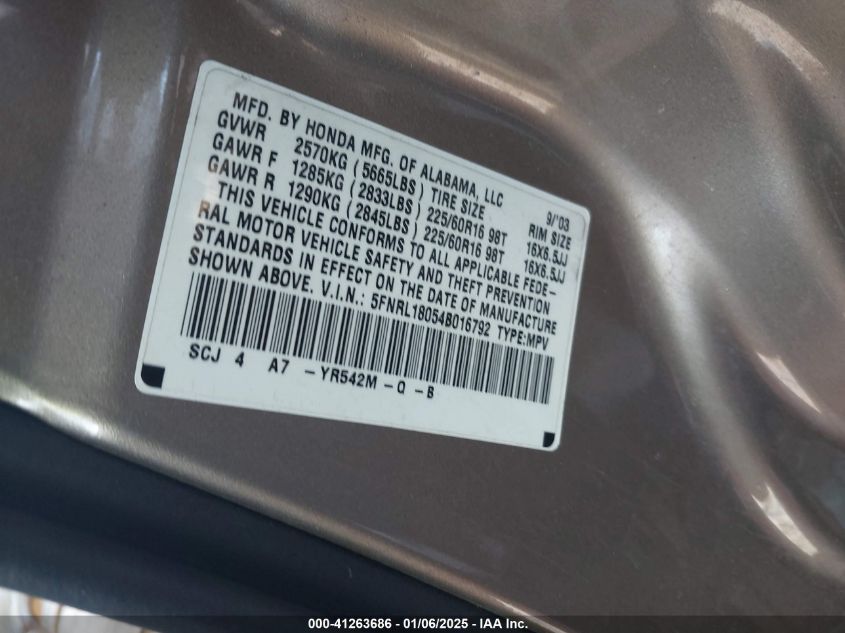 MFD. BY HONDA MFG. OF ALABAMA, LLC 9/'03
GVWR 2570KG (5665LBS) TIRE SIZE RIM SIZE
GAWR F 1285KG (2833LBS) 225/60R16 98T 16X6.5JJ
GAWR R 1290KG (2845LBS) 225/60R16 98T 16X6.5JJ
THIS VEHICLE CONFORMS TO ALL APPLICABLE FEDE-
RAL MOTOR VEHICLE SAFETY AND THEFT PREVENTION
STANDARDS IN EFFECT ON THE DATE OF MANUFACTURE
SHOWN ABOVE. V.I.N.: 5FNRL18054B016792 TYPE:MPV
SCJ 4 A7 -YR542M -Q -B
000-41263686 - 01/06/2025 - IAA Inc.